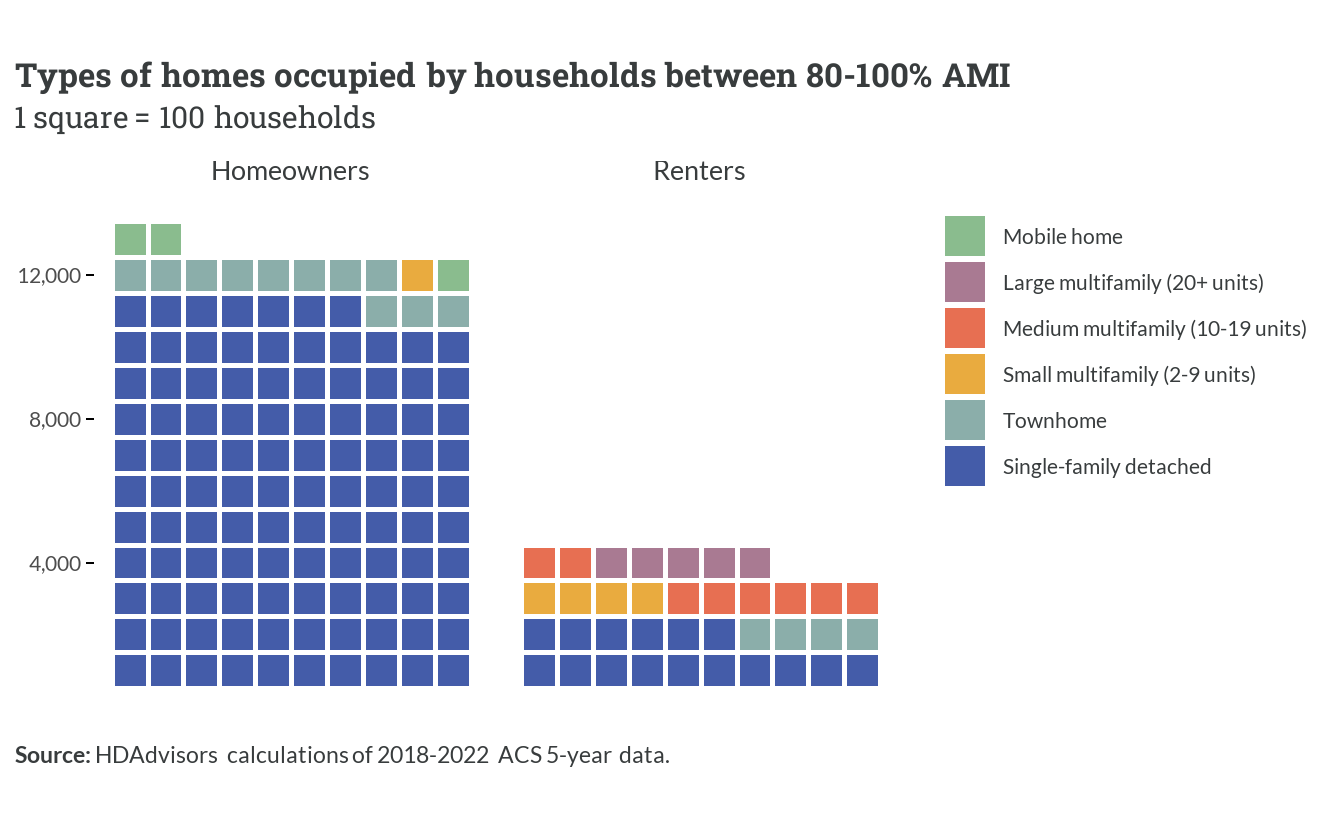 Types of homes occupied by households between 80-100% AMI
1 square = 100 households
Homeowners
Renters
12,000
8,000
4,000
Mobile home
Large multifamily (20+ units)
Medium multifamily (10-19 units)
Small multifamily (2-9 units)
Townhome
Single-family detached
Source: HDAdvisors calculations of 2018-2022 ACS 5-year data.